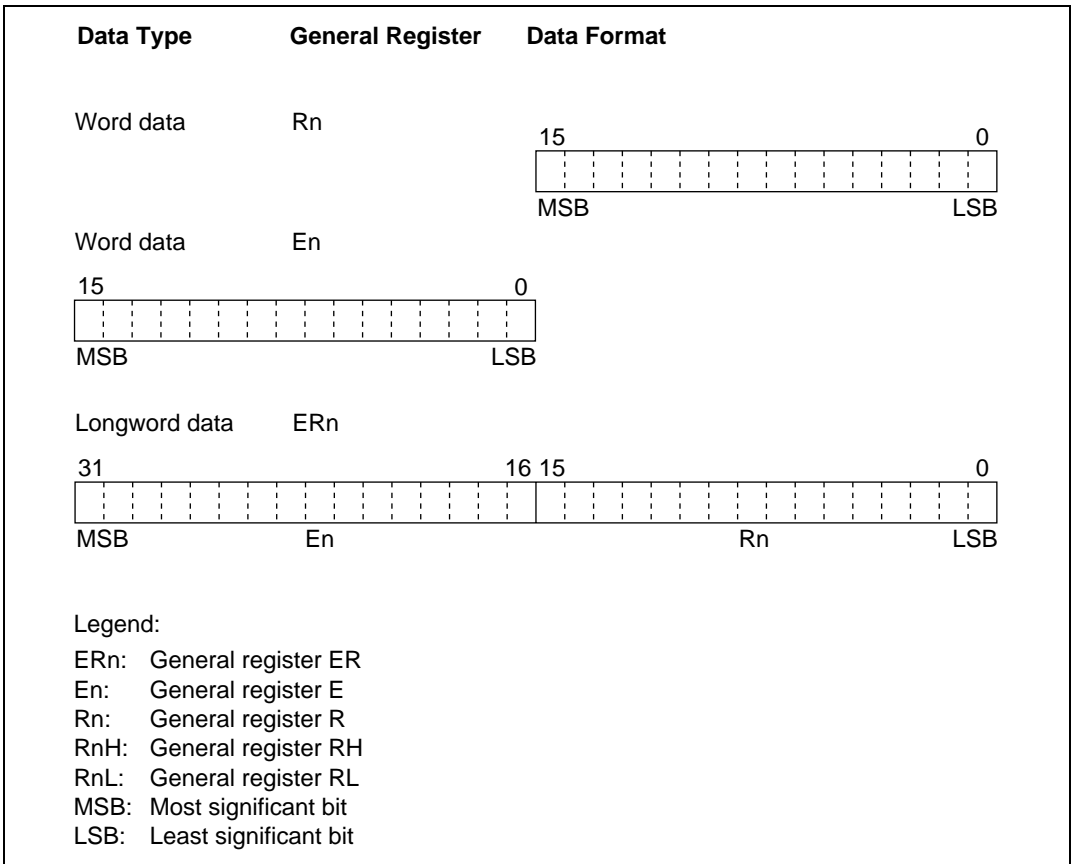 Data Type General Register Data Format
Word data Rn
15 0
MSB LSB
Word data En
15 0
MSB LSB
Longword data ERn
31 16 15 0
MSB En Rn LSB
Legend:
ERn: General register ER
En: General register E
Rn: General register R
RnH: General register RH
RnL: General register RL
MSB: Most significant bit
LSB: Least significant bit